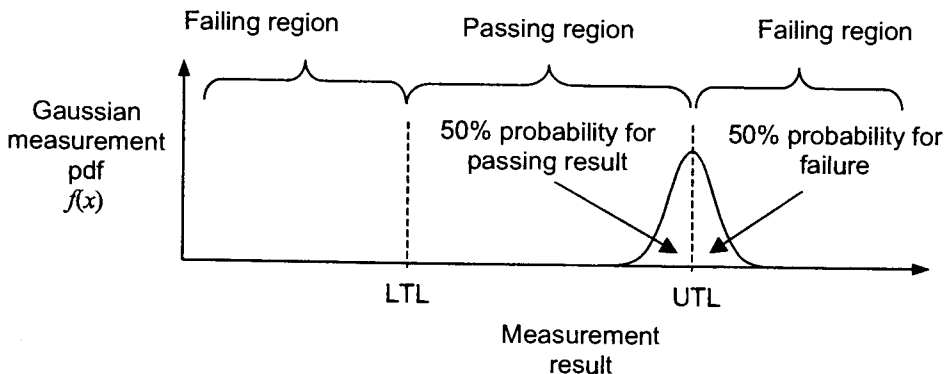 Failing region
Passing region
Failing region
Gaussian
measurement
pdf
f(x)
50% probability for
passing result
50% probability for
failure
LTL
UTL
Measurement
result